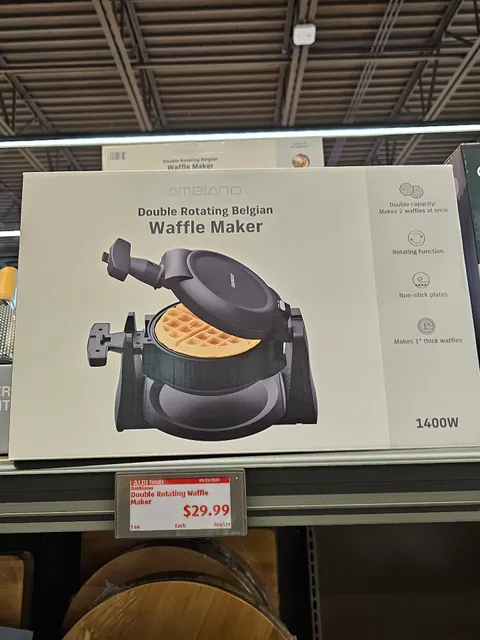 Double Rotating Belgian
Waffle Maker
AMBIANO
Double Rotating Belgian
Waffle Maker
Double capacity:
Makes 2 waffles at once
Rotating Function
Non-stick plates
Makes 1" thick waffles
1400W
ALDI finds
Ambiano
Double Rotating Waffle
Maker
$29.99
1 ea
Each